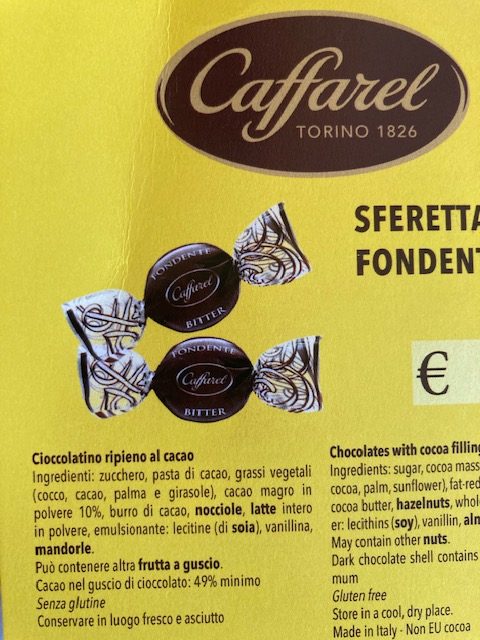 Caffarel
TORINO 1826
SFERETTA
FONDENT
FONDENTE
Caffarel
BITTER
FONDENTE
Caffarel
BITTER
€
Cioccolatino ripieno al cacao
Ingredienti: zucchero, pasta di cacao, grassi vegetali
(cocco, cacao, palma e girasole), cacao magro in
polvere 10%, burro di cacao, nocciole, latte intero
in polvere, emulsionante: lecitine (di soia), vanillina,
mandorle.
Può contenere altra frutta a guscio.
Cacao nel guscio di cioccolato: 49% minimo
Senza glutine
Conservare in luogo fresco e asciutto
Chocolates with cocoa filling
Ingredients: sugar, cocoa mass
cocoa, palm, sunflower), fat-red
cocoa butter, hazelnuts, whol
er: lecithins (soy), vanillin, aln
May contain other nuts.
Dark chocolate shell contains
mum
Gluten free
Store in a cool, dry place.
Made in Italy - Non EU cocoa